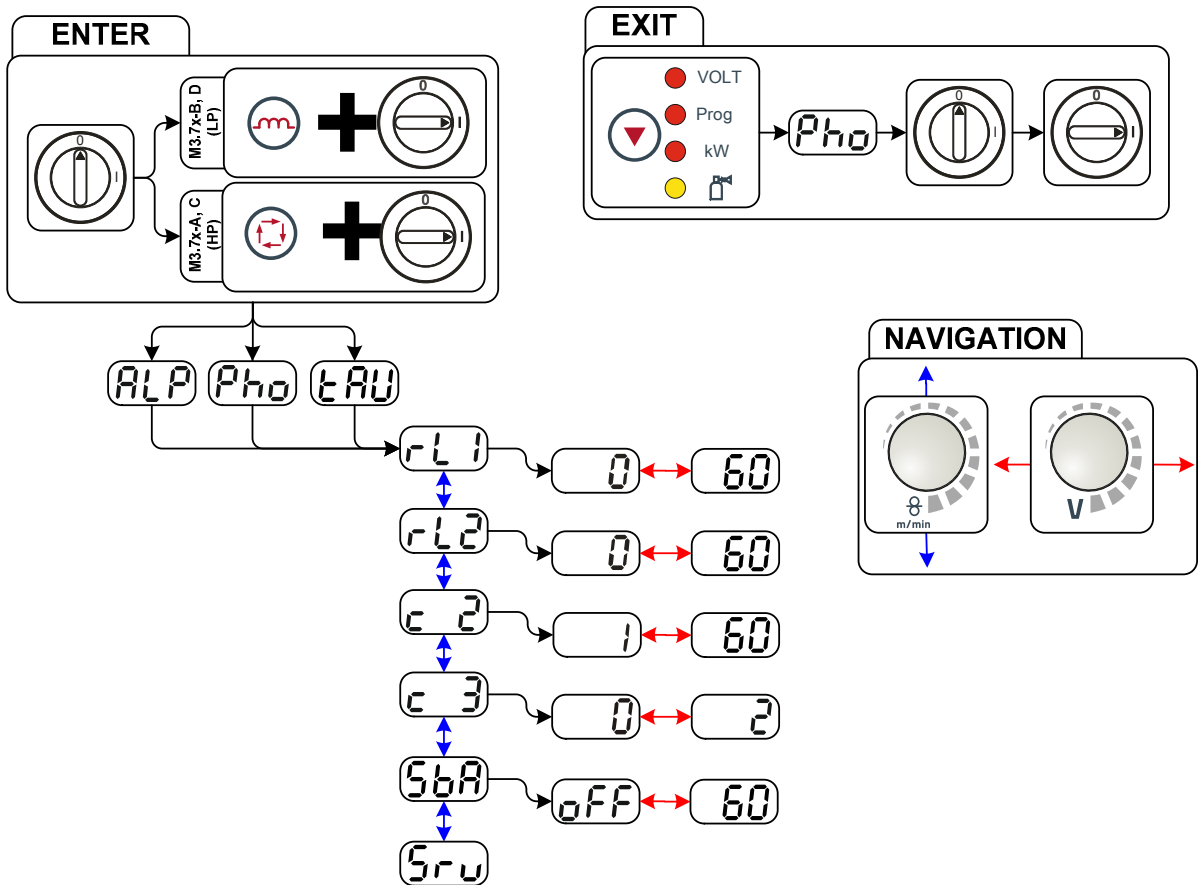 ENTER
0
I
M3.7x-B, D
(LP)
0
I
M3.7x-A, C
(HP)
0
I
ALP
Pho
tAU
rL1
0
60
rL2
0
60
c 2
1
60
c 3
0
2
SbA
oFF
60
Sru
EXIT
VOLT
Prog
kW
Pho
0
I
0
I
NAVIGATION
m/min
V